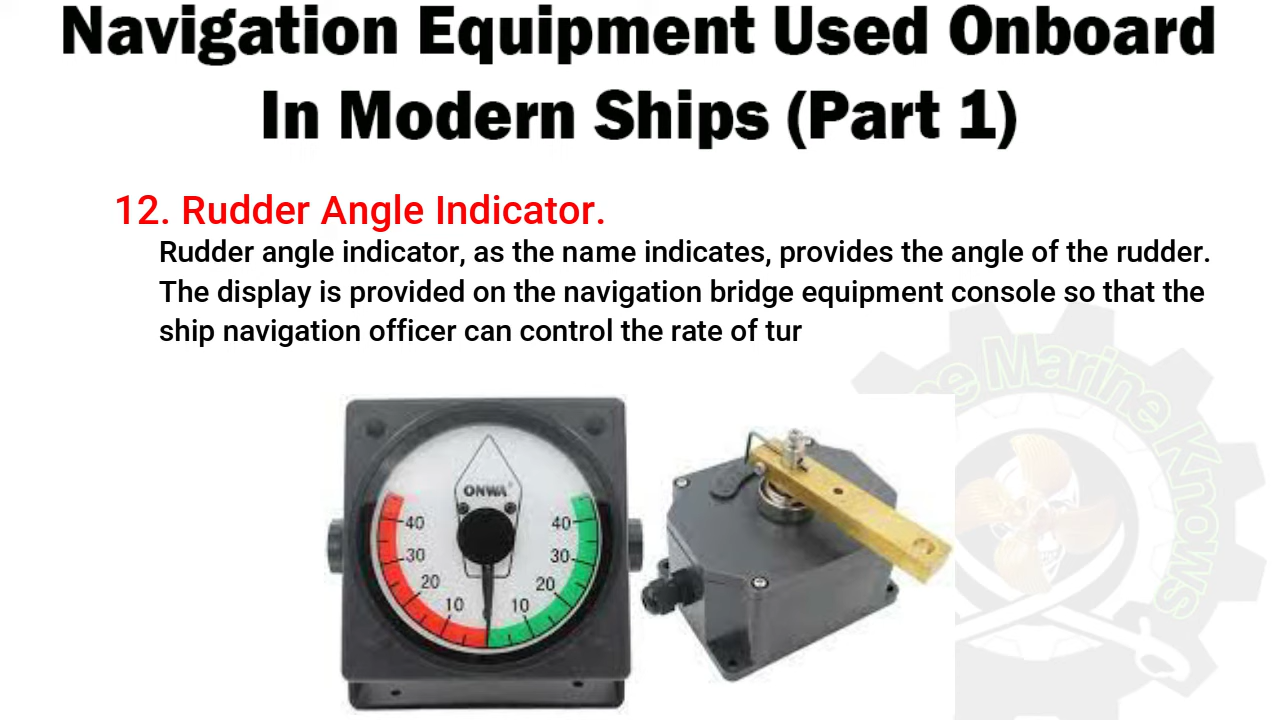 Navigation Equipment Used Onboard
In Modern Ships (Part 1)
12. Rudder Angle Indicator.
Rudder angle indicator, as the name indicates, provides the angle of the rudder.
The display is provided on the navigation bridge equipment console so that the
ship navigation officer can control the rate of tur
Marine Knows
ONWA
40 40
30 30
20 20
10 10
0